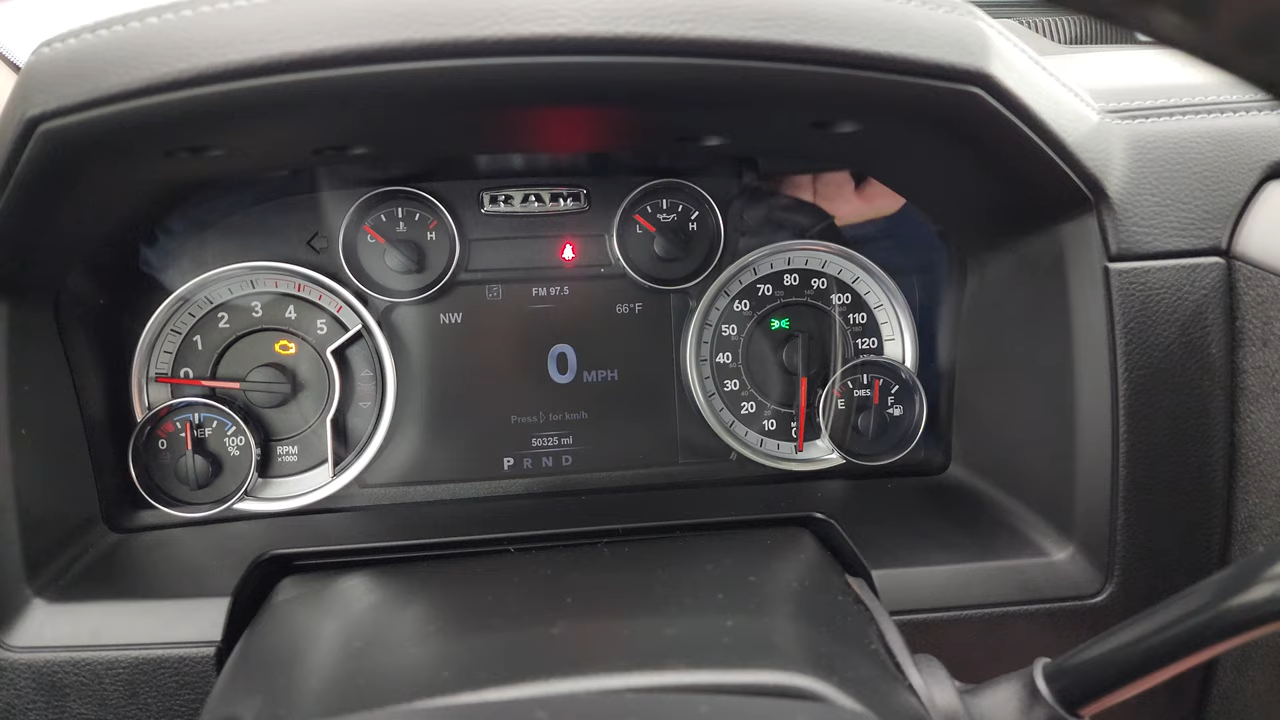 RAM
C H
L H
FM 97.5
NW
66°F
0 MPH
Press ▷ for km/h
50325 mi
P R N D
0 1 2 3 4 5
RPM
×1000
0 DEF 100
%
10 20 30 40 50 60 70 80 90 100 110 120
E DIES F